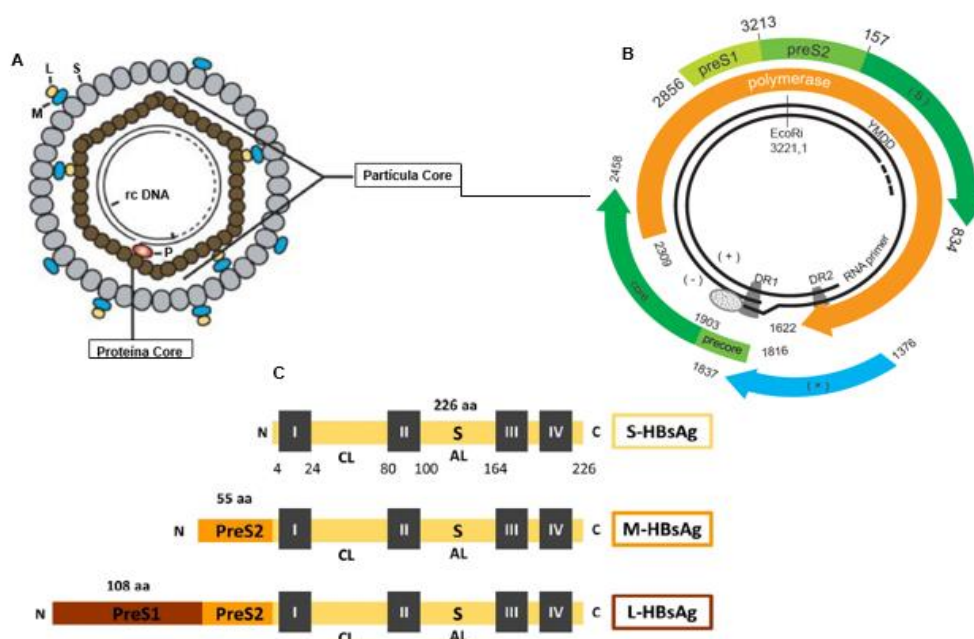 A
L
S
M
rc DNA
P
Partícula Core
Proteína Core
B
3213
157
preS1
preS2
( S )
2856
polymerase
EcoRi
3221,1
YMDD
2458
834
2309
( + )
( - )
DR1
DR2
RNA primer
core
1903
1622
precore
1816
1837
1376
( × )
C
226 aa
N
I
II
S
III
IV
C
S-HBsAg
CL
AL
4
24
80
100
164
226
55 aa
N
PreS2
I
II
S
III
IV
C
M-HBsAg
CL
AL
108 aa
N
PreS1
PreS2
I
II
S
III
IV
C
L-HBsAg
CL
AL